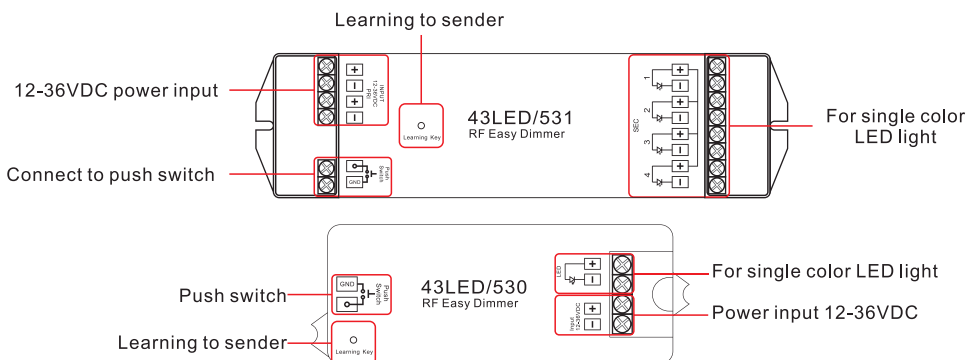 Learning to sender
12-36VDC power input
+
−
+
−
INPUT
12-36VDC
PRI
Learning Key
43LED/531
RF Easy Dimmer
SEC
1
+
−
2
+
−
3
+
−
4
+
−
For single color
LED light
Connect to push switch
GND
Push
Switch
Push switch
GND
Push
Switch
43LED/530
RF Easy Dimmer
LED
+
−
For single color LED light
Input
12-36VDC
+
−
Power input 12-36VDC
Learning to sender
Learning Key